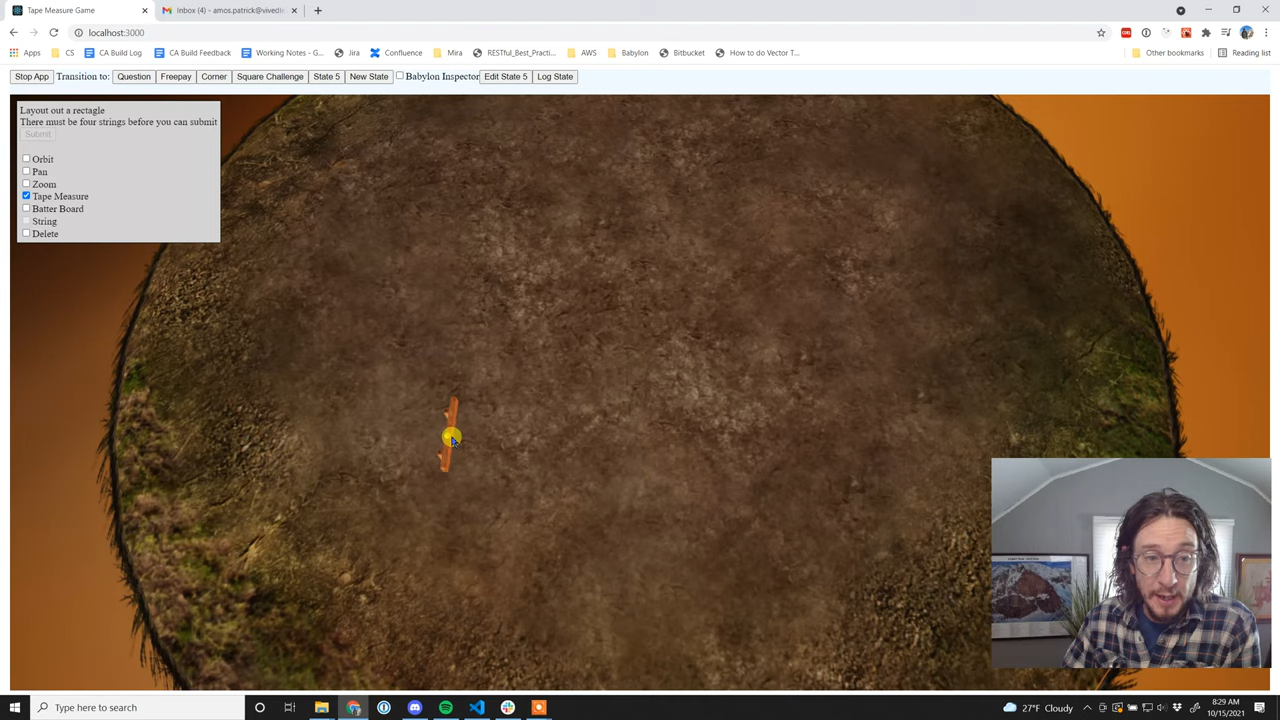 Tape Measure Game
Inbox (4) - amos.patrick@vivedle
localhost:3000
Apps CS CA Build Log CA Build Feedback Working Notes - G... Jira Confluence Mira RESTful_Best_Practi... AWS Babylon Bitbucket How to do Vector T... Other bookmarks Reading list
Stop App Transition to: Question Freepay Corner Square Challenge State 5 New State Babylon Inspector Edit State 5 Log State
Layout out a rectagle
There must be four strings before you can submit
Submit
Orbit
Pan
Zoom
Tape Measure
Batter Board
String
Delete
Type here to search
27°F Cloudy
8:29 AM
10/15/2021